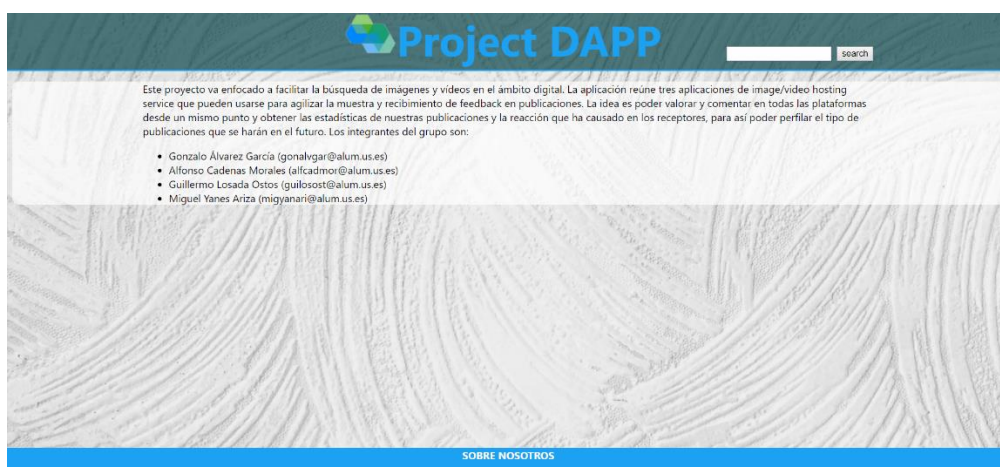 Project DAPP
search
Este proyecto va enfocado a facilitar la búsqueda de imágenes y vídeos en el ámbito digital. La aplicación reúne tres aplicaciones de image/video hosting
service que pueden usarse para agilizar la muestra y recibimiento de feedback en publicaciones. La idea es poder valorar y comentar en todas las plataformas
desde un mismo punto y obtener las estadísticas de nuestras publicaciones y la reacción que ha causado en los receptores, para así poder perfilar el tipo de
publicaciones que se harán en el futuro. Los integrantes del grupo son:
• Gonzalo Álvarez García (gonalvgar@alum.us.es)
• Alfonso Cadenas Morales (alfcadmor@alum.us.es)
• Guillermo Losada Ostos (guilosost@alum.us.es)
• Miguel Yanes Ariza (migyanari@alum.us.es)
SOBRE NOSOTROS